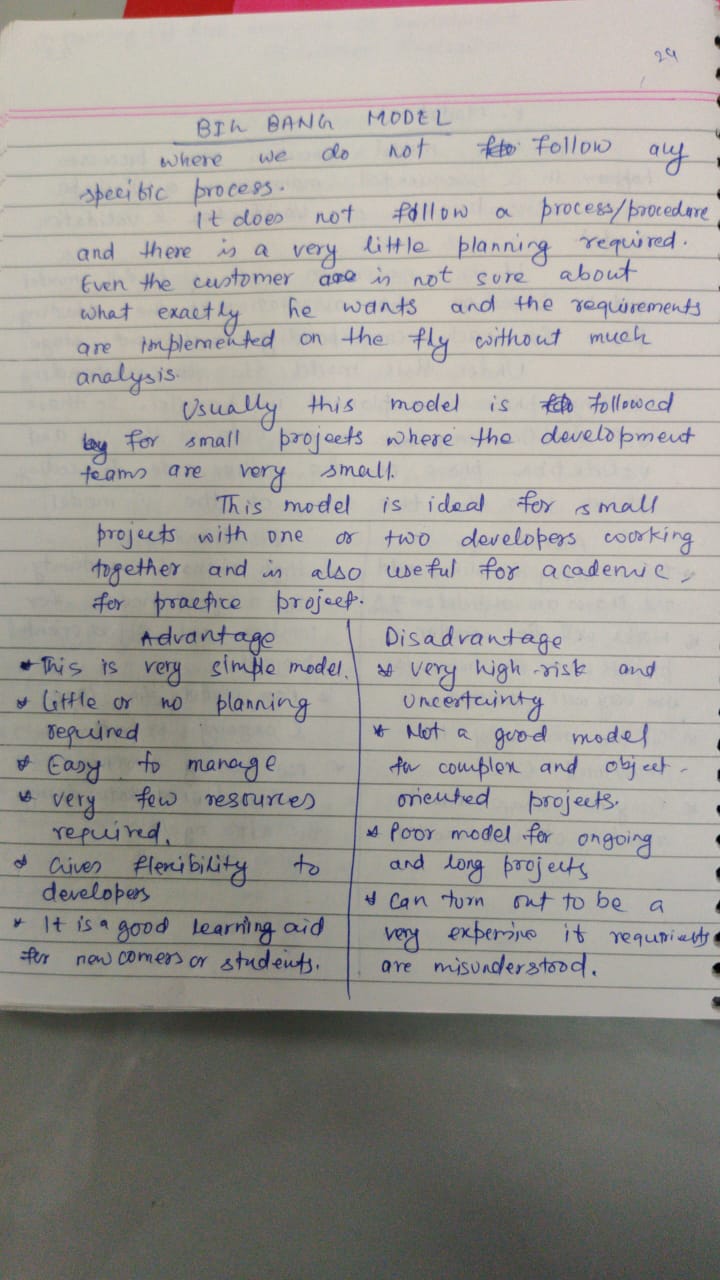 29
BIG BANG MODEL
where we do not follow any
specific process.
It does not follow a process/procedure
and there is a very little planning required.
Even the customer is not sure about
what exactly he wants and the requirements
are implemented on the fly without much
analysis.
Usually this model is followed
for small projects where the development
teams are very small.
This model is ideal for small
projects with one or two developers working
together and is also useful for academic,
for practice project.
Advantage
* This is very simple model.
* Little or no planning
required
* Easy to manage
* very few resources
required.
* Gives flexibility to
developers
* It is a good learning aid
for new comers or students.
Disadvantage
* very high risk and
uncertainty
* Not a good model
for complex and object-
oriented projects.
* Poor model for ongoing
and long projects
* Can turn out to be a
very expensive if
are misunderstood.